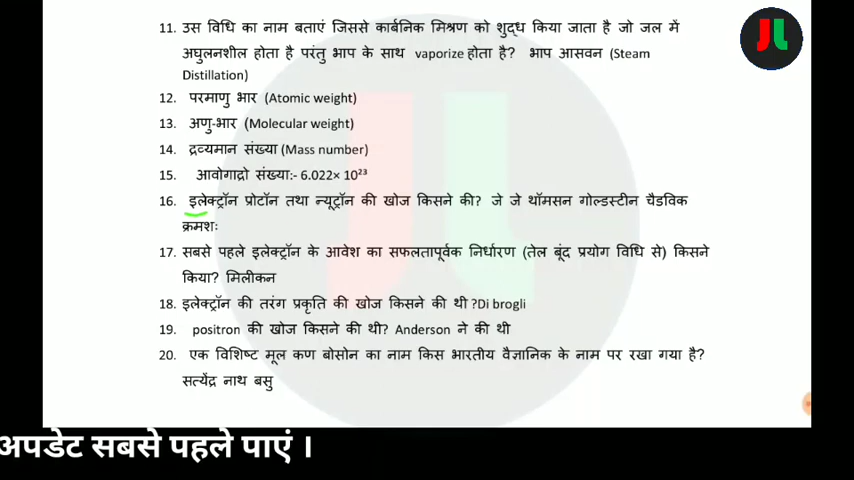 11. उस विधि का नाम बताएं जिससे कार्बनिक मिश्रण को शुद्ध किया जाता है जो जल में
अघुलनशील होता है परंतु भाप के साथ vaporize होता है? भाप आसवन (Steam
Distillation)
12. परमाणु भार (Atomic weight)
13. अणु-भार (Molecular weight)
14. द्रव्यमान संख्या (Mass number)
15. आवोगाद्रो संख्या:- 6.022× 10²³
16. इलेक्ट्रॉन प्रोटॉन तथा न्यूट्रॉन की खोज किसने की? जे जे थॉमसन गोल्डस्टीन चैडविक
क्रमशः
17. सबसे पहले इलेक्ट्रॉन के आवेश का सफलतापूर्वक निर्धारण (तेल बूंद प्रयोग विधि से) किसने
किया? मिलीकन
18. इलेक्ट्रॉन की तरंग प्रकृति की खोज किसने की थी ?Di brogli
19. positron की खोज किसने की थी? Anderson ने की थी
20. एक विशिष्ट मूल कण बोसोन का नाम किस भारतीय वैज्ञानिक के नाम पर रखा गया है?
सत्येंद्र नाथ बसु
अपडेट सबसे पहले पाएं ।